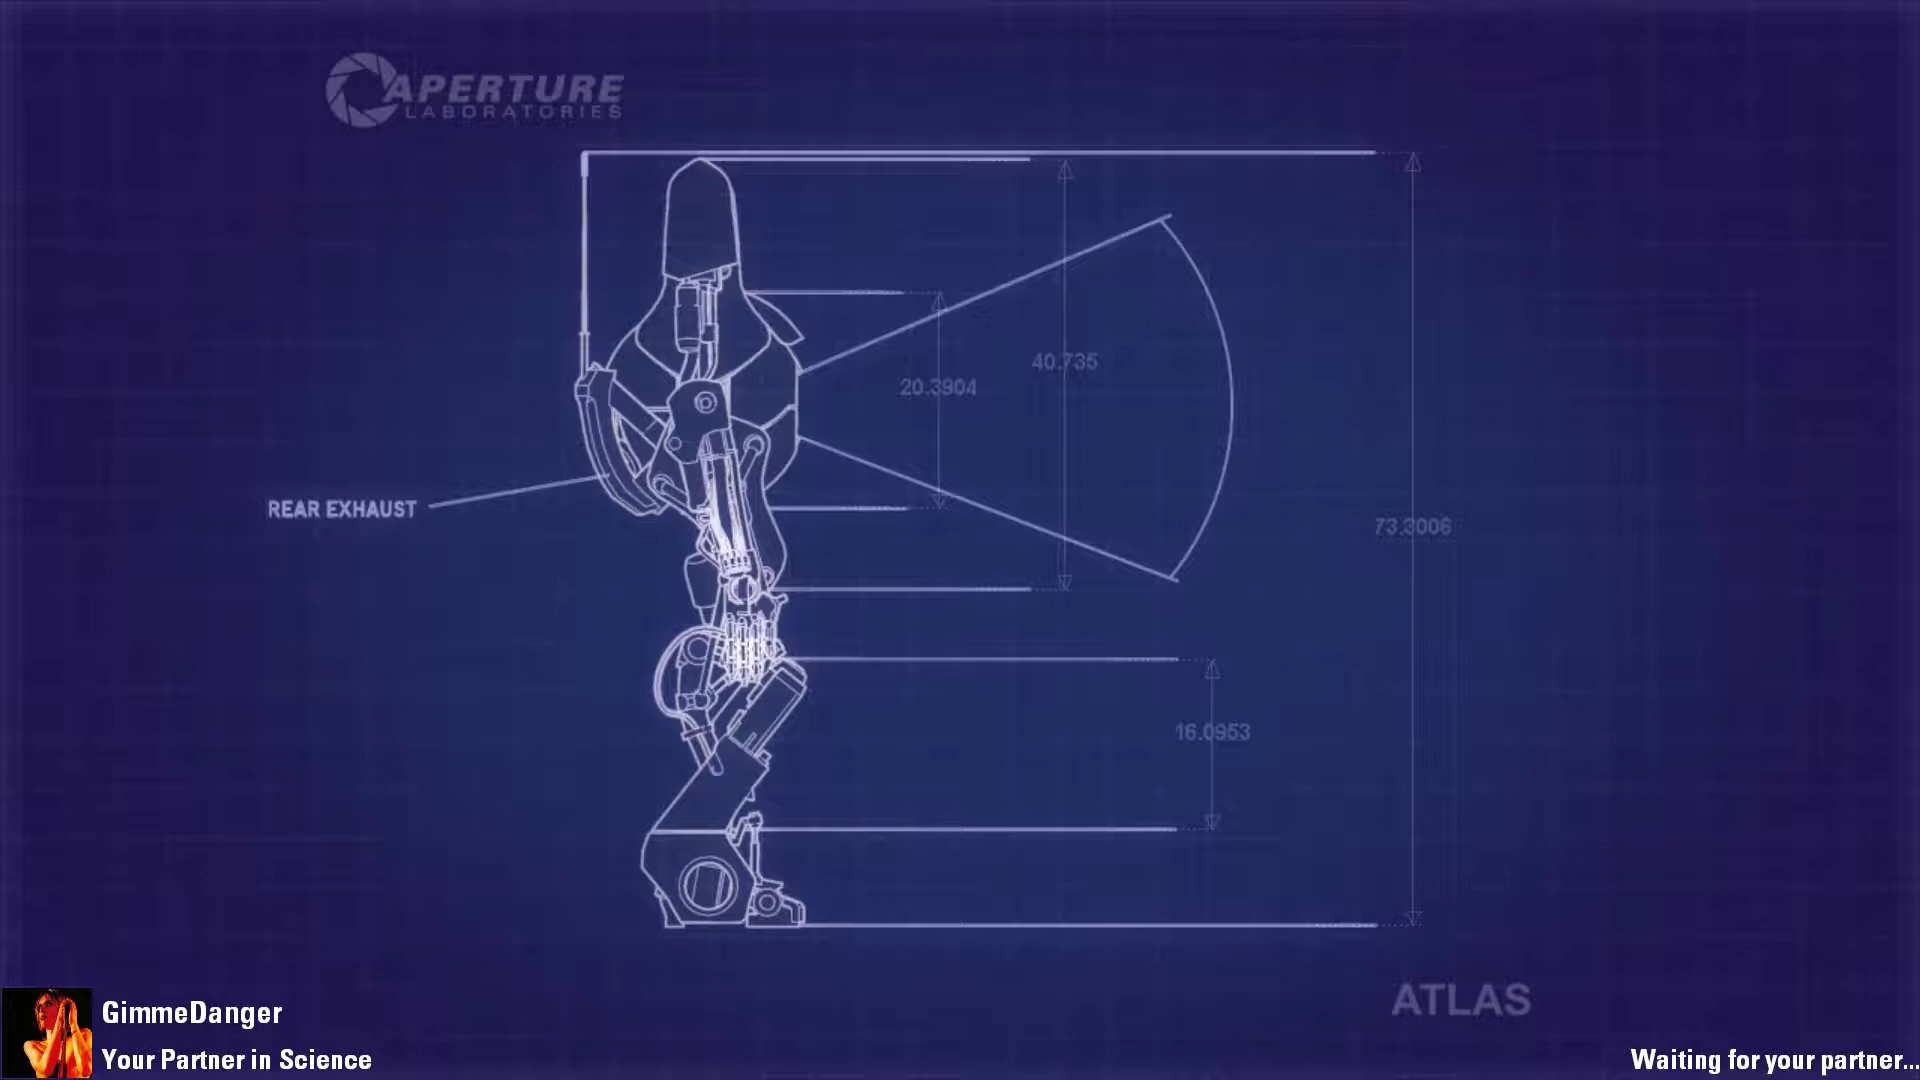 APERTURE
LABORATORIES
40.735
20.3904
REAR EXHAUST
73.3006
16.0953
ATLAS
GimmeDanger
Your Partner in Science
Waiting for your partner...